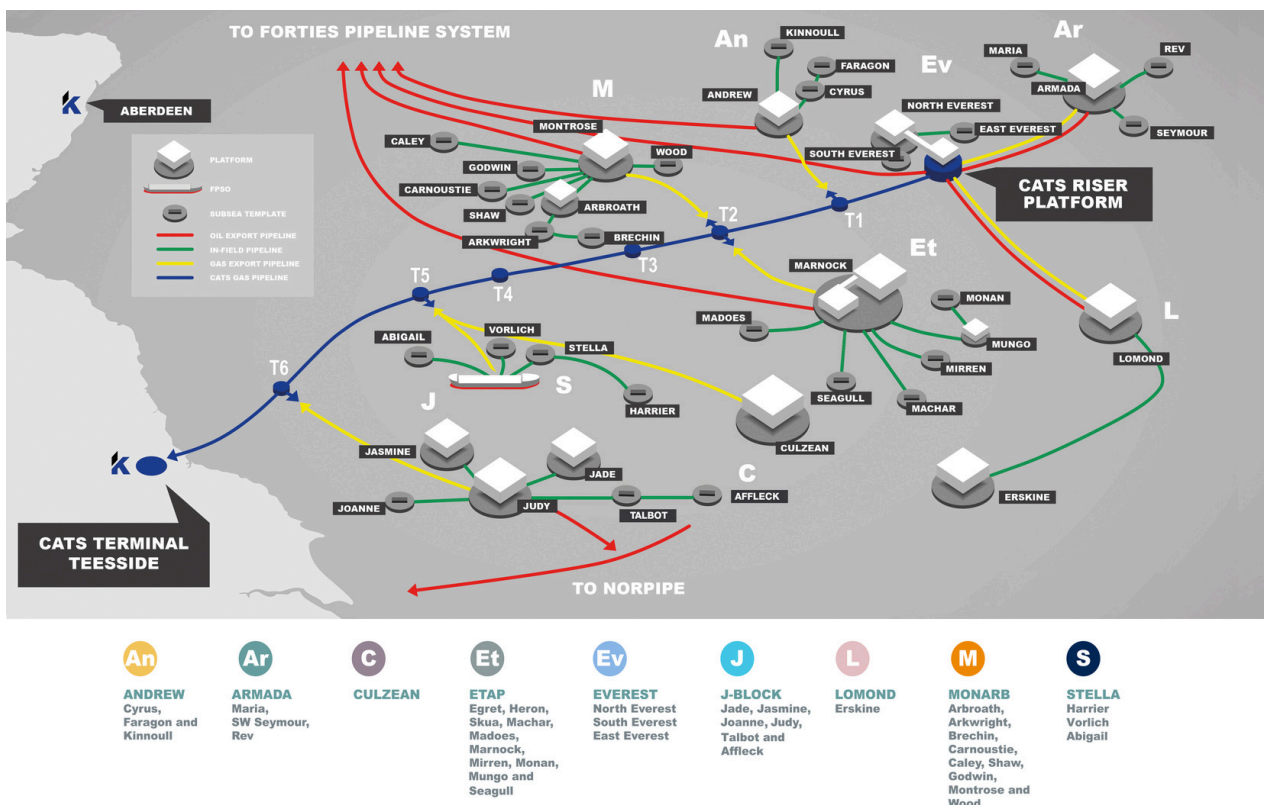 TO FORTIES PIPELINE SYSTEM
An
KINNOULL
FARAGON
CYRUS
ANDREW
Ev
Ar
MARIA
REV
ARMADA
SEYMOUR
NORTH EVEREST
EAST EVEREST
SOUTH EVEREST
CATS RISER
PLATFORM
K
ABERDEEN
PLATFORM
FPSO
SUBSEA TEMPLATE
OIL EXPORT PIPELINE
IN-FIELD PIPELINE
GAS EXPORT PIPELINE
CATS GAS PIPELINE
M
MONTROSE
CALEY
WOOD
GODWIN
CARNOUSTIE
SHAW
ARBROATH
ARKWRIGHT
BRECHIN
T1
T2
T3
T4
T5
T6
Et
MARNOCK
MADOES
MONAN
MUNGO
MIRREN
SEAGULL
MACHAR
L
LOMOND
ERSKINE
ABIGAIL
VORLICH
STELLA
S
HARRIER
CULZEAN
C
J
JASMINE
JADE
JOANNE
JUDY
TALBOT
AFFLECK
K
CATS TERMINAL
TEESSIDE
TO NORPIPE
An
ANDREW
Cyrus,
Faragon and
Kinnoull
Ar
ARMADA
Maria,
SW Seymour,
Rev
C
CULZEAN
Et
ETAP
Egret, Heron,
Skua, Machar,
Madoes,
Marnock,
Mirren, Monan,
Mungo and
Seagull
Ev
EVEREST
North Everest
South Everest
East Everest
J
J-BLOCK
Jade, Jasmine,
Joanne, Judy,
Talbot and
Affleck
L
LOMOND
Erskine
M
MONARB
Arbroath,
Arkwright,
Brechin,
Carnoustie,
Caley, Shaw,
Godwin,
Montrose and
Wood
S
STELLA
Harrier
Vorlich
Abigail